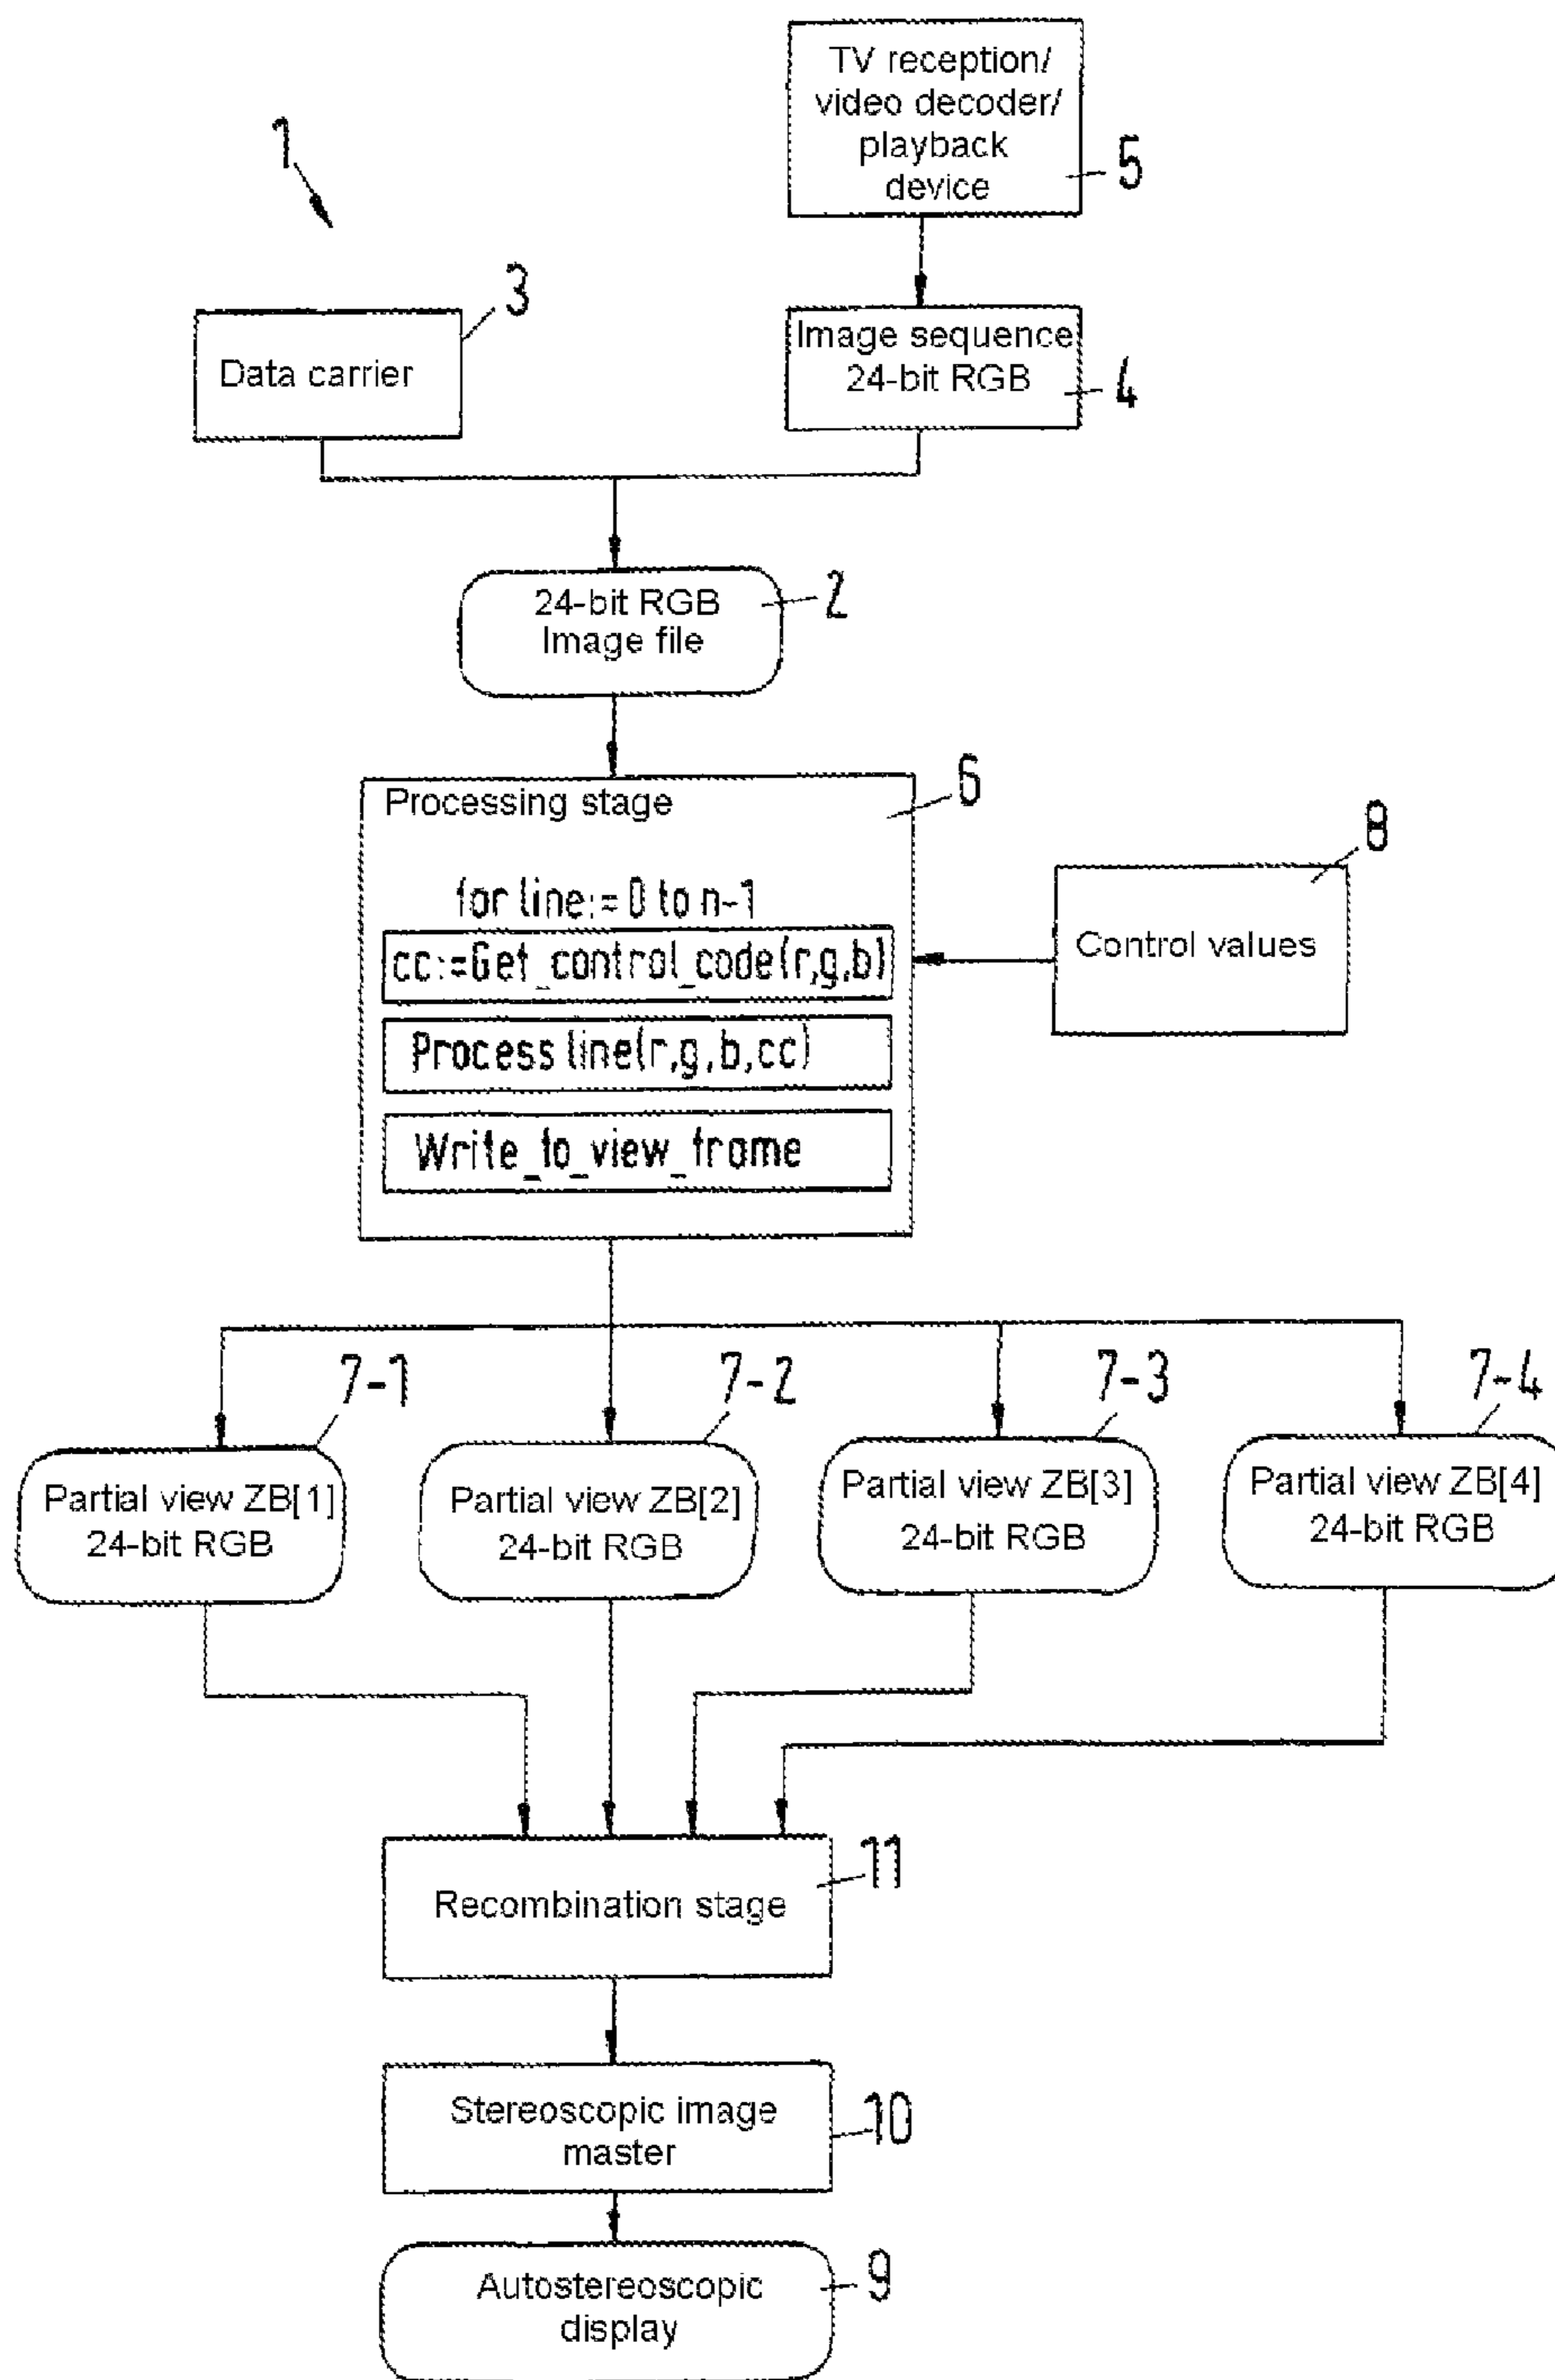 TV reception/
video decoder/
playback
device
5
1
3
Data carrier
Image sequence
24-bit RGB
4
24-bit RGB
Image file
2
Processing stage
6
for line:=0 to n-1
cc:=Get_control_code(r,g,b)
Process line(r,g,b,cc)
Write_to_view_frame
8
Control values
7-1
7-2
7-3
7-4
Partial view ZB[1]
24-bit RGB
Partial view ZB[2]
24-bit RGB
Partial view ZB[3]
24-bit RGB
Partial view ZB[4]
24-bit RGB
Recombination stage
11
Stereoscopic image
master
10
Autostereoscopic
display
9